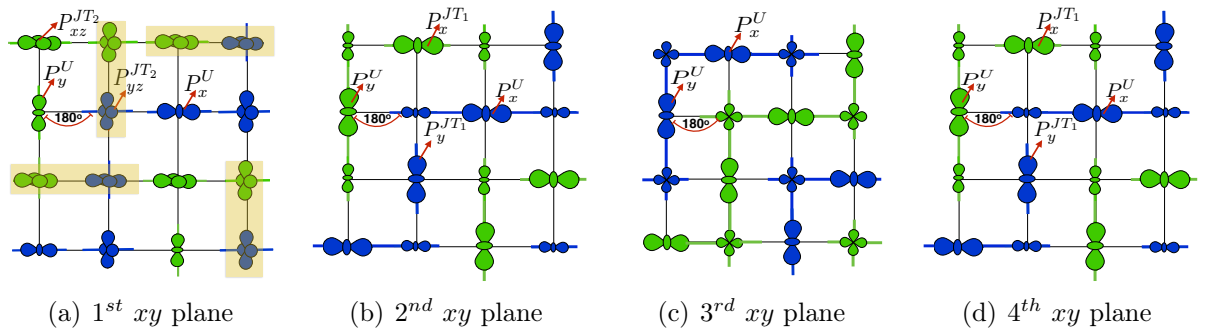 P_{xz}^{JT_2}
P_y^U P_{yz}^{JT_2} P_x^U
180°
P_x^{JT_1}
P_y^U P_x^U
180°
P_y^{JT_1}
P_x^U
P_y^U
180°
P_x^{JT_1}
P_y^U P_x^U
180°
P_y^{JT_1}
(a) 1^{st} xy plane
(b) 2^{nd} xy plane
(c) 3^{rd} xy plane
(d) 4^{th} xy plane